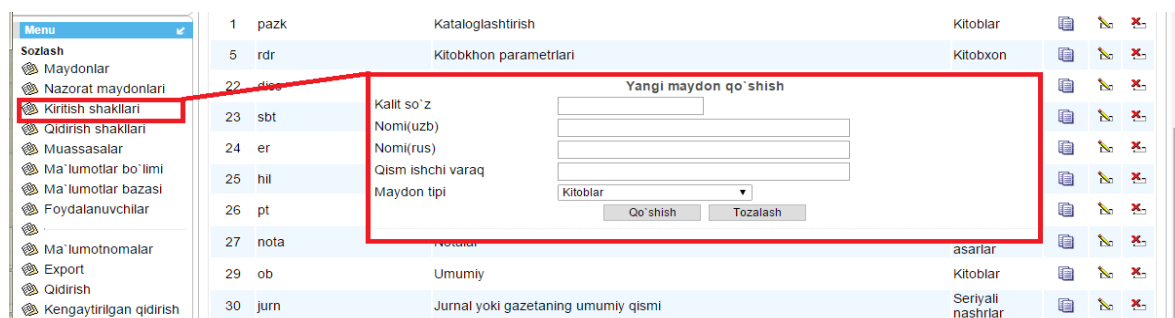 Menu
Sozlash
Maydonlar
Nazorat maydonlari
Kiritish shakllari
Qidirish shakllari
Muassasalar
Ma`lumotlar bo`limi
Ma`lumotlar bazasi
Foydalanuvchilar
Ma`lumotnomalar
Export
Qidirish
Kengaytirilgan qidirish
1 pazk Kataloglashtirish Kitoblar
5 rdr Kitobkhon parametrlari Kitobxon
22
23 sbt
24 er
25 hil
26 pt
27 nota asarlar
29 ob Umumiy Kitoblar
30 jurn Jurnal yoki gazetaning umumiy qismi Seriyali
nashrlar
Yangi maydon qo`shish
Kalit so`z
Nomi(uzb)
Nomi(rus)
Qism ishchi varaq
Maydon tipi Kitoblar
Qo`shish Tozalash